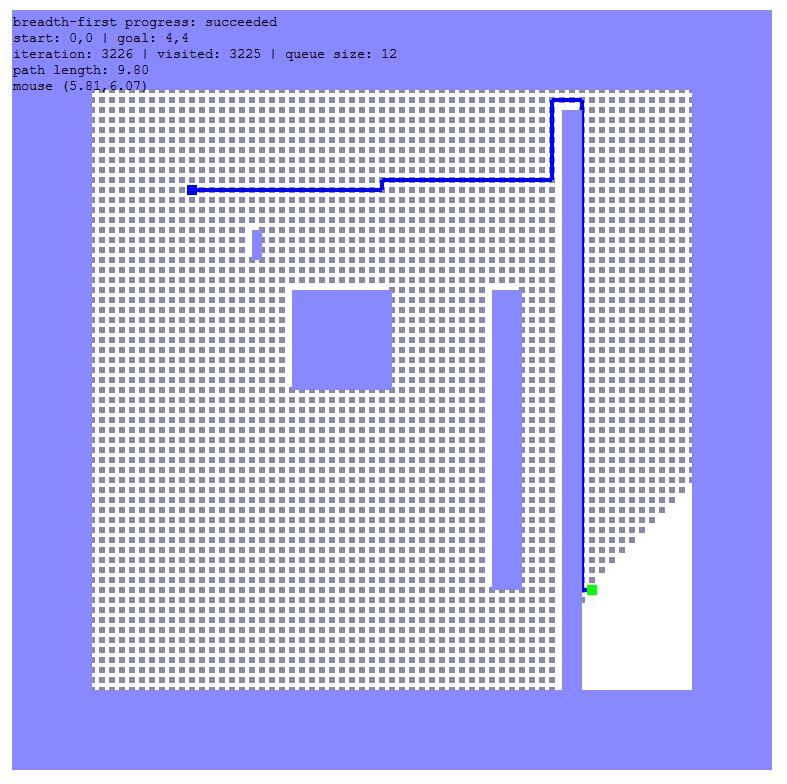 breadth-first progress: succeeded
start: 0,0 | goal: 4,4
iteration: 3226 | visited: 3225 | queue size: 12
path length: 9.80
mouse (5.81,6.07)